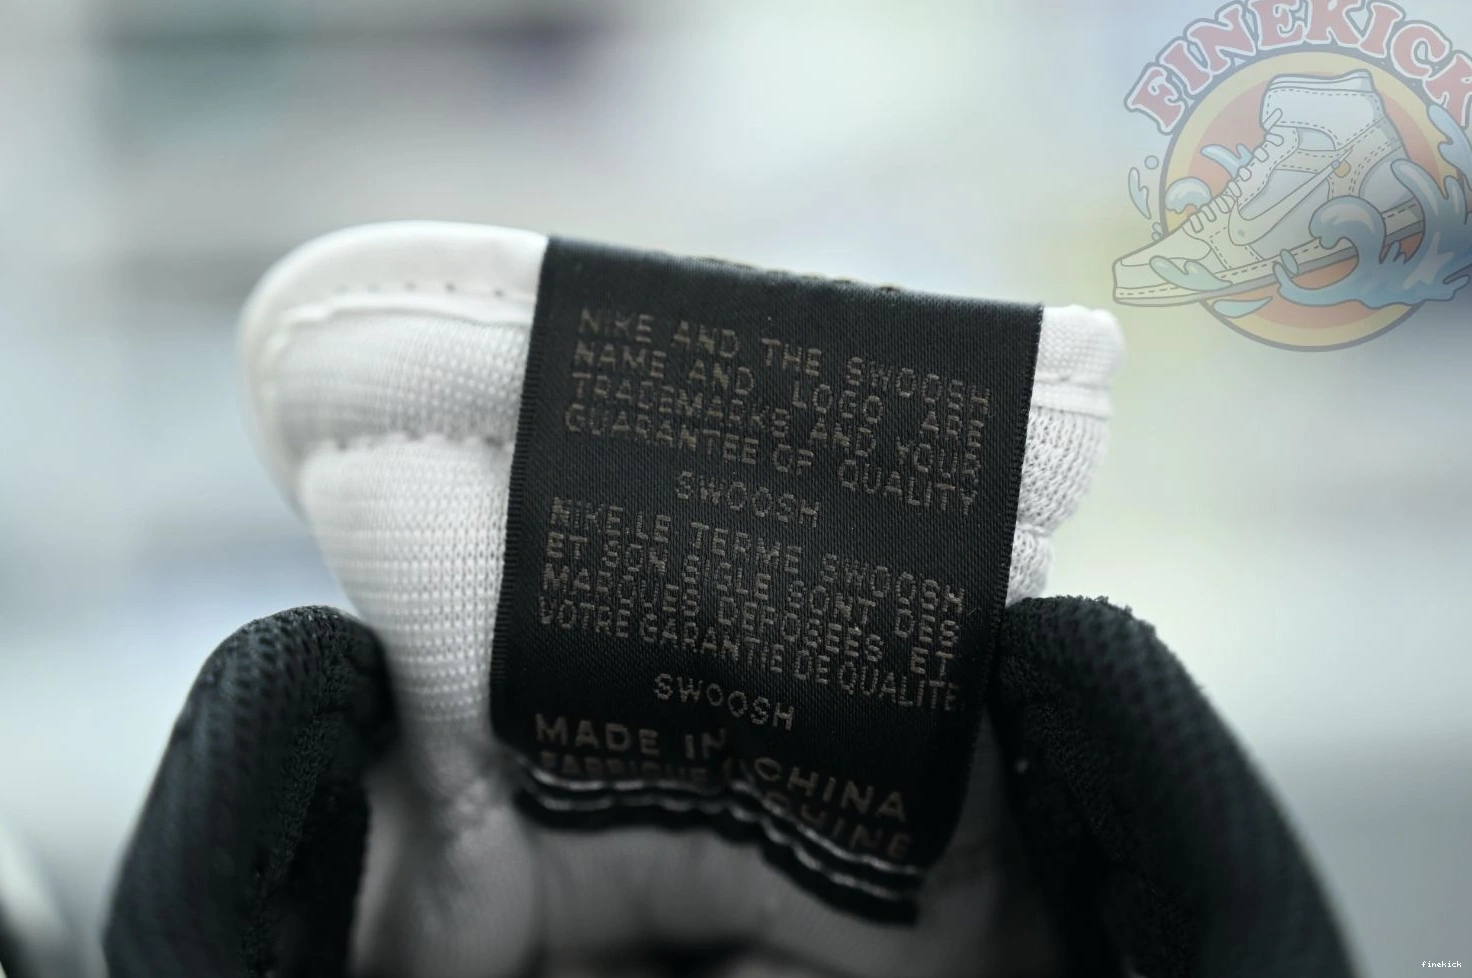 FINEKICK
NIKE AND THE SWOOSH
NAME AND LOGO ARE
TRADEMARKS AND YOUR
GUARANTEE OF QUALITY
SWOOSH
NIKE.LE TERME SWOOSH
ET SON SIGLE SONT DES
MARQUES DEPOSEES ET
VOTRE GARANTIE DE QUALITE
SWOOSH
MADE IN CHINA
FABRIQUE
finekick